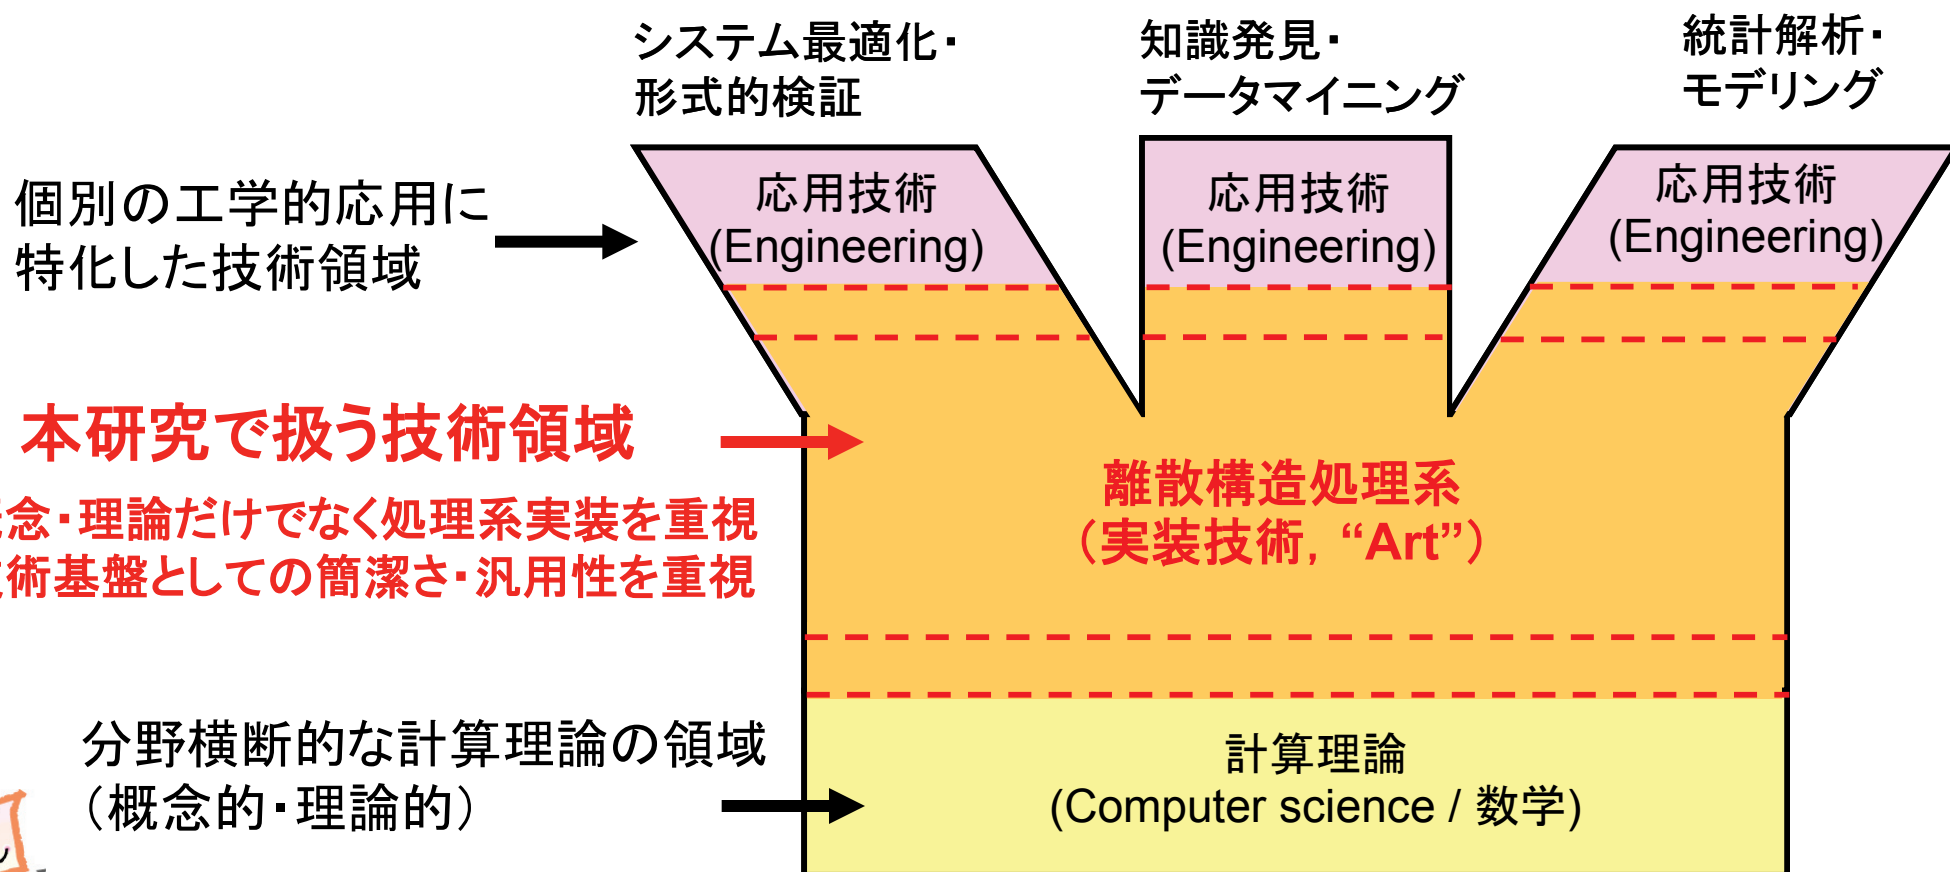 システム最適化・
形式的検証
知識発見・
データマイニング
統計解析・
モデリング
個別の工学的応用に
特化した技術領域
応用技術
(Engineering)
応用技術
(Engineering)
応用技術
(Engineering)
本研究で扱う技術領域
念・理論だけでなく処理系実装を重視
術基盤としての簡潔さ・汎用性を重視
離散構造処理系
（実装技術, “Art”）
分野横断的な計算理論の領域
（概念的・理論的）
計算理論
(Computer science / 数学)